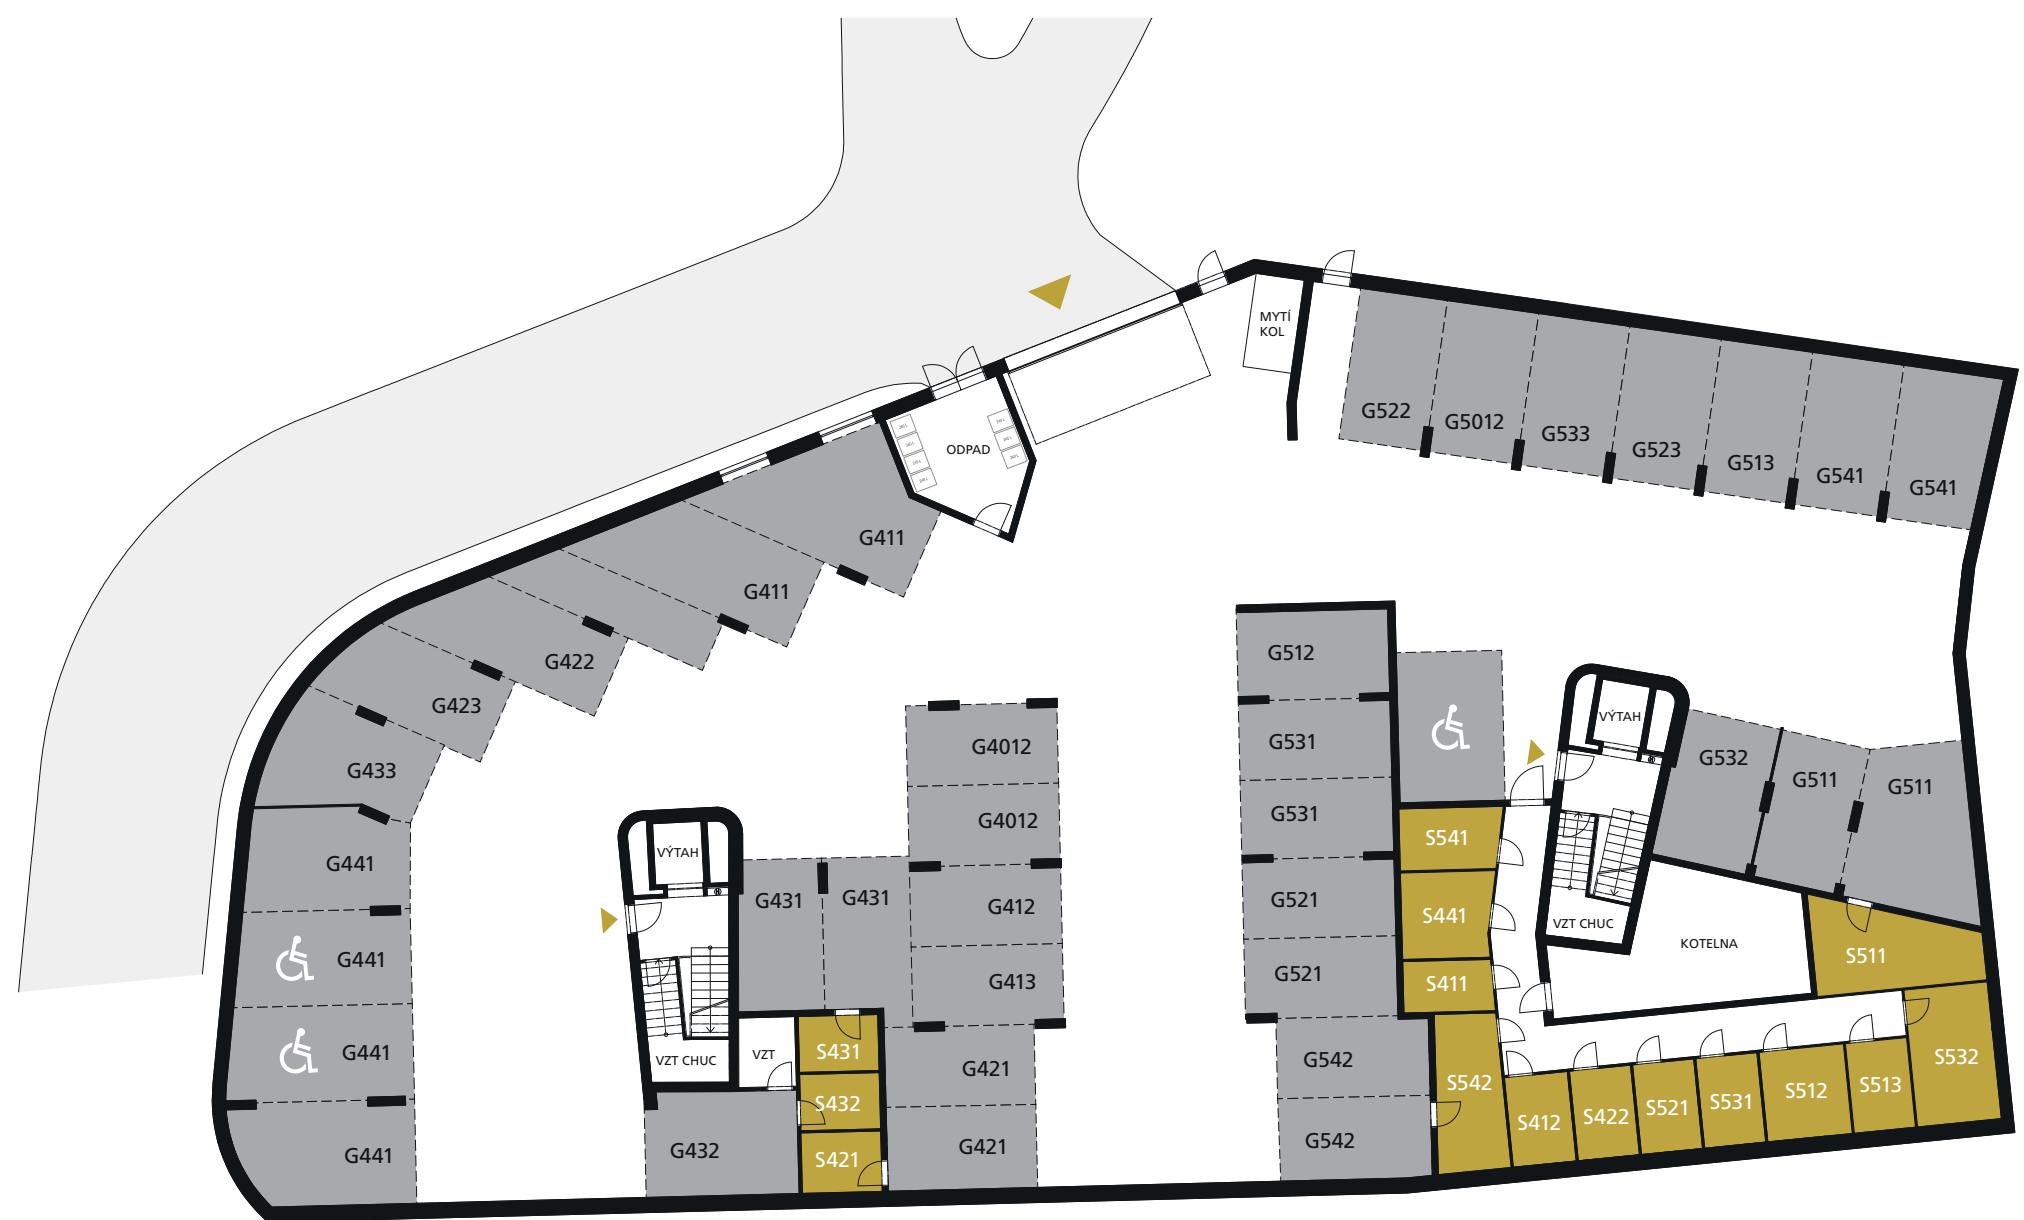 MYTÍ
KOL
G522
G5012
G533
G523
G513
G541
G541
ODPAD
G411
G411
G422
G423
G433
G441
G441
G441
G441
G4012
G4012
G431
G431
G412
G413
G421
G421
G432
VÝTAH
VZT CHUC
VZT
S431
S432
S421
G512
G531
G531
G521
G521
G542
G542
S541
S441
S411
S542
VÝTAH
VZT CHUC
KOTELNA
G532
G511
G511
S511
S532
S412
S422
S521
S531
S512
S513